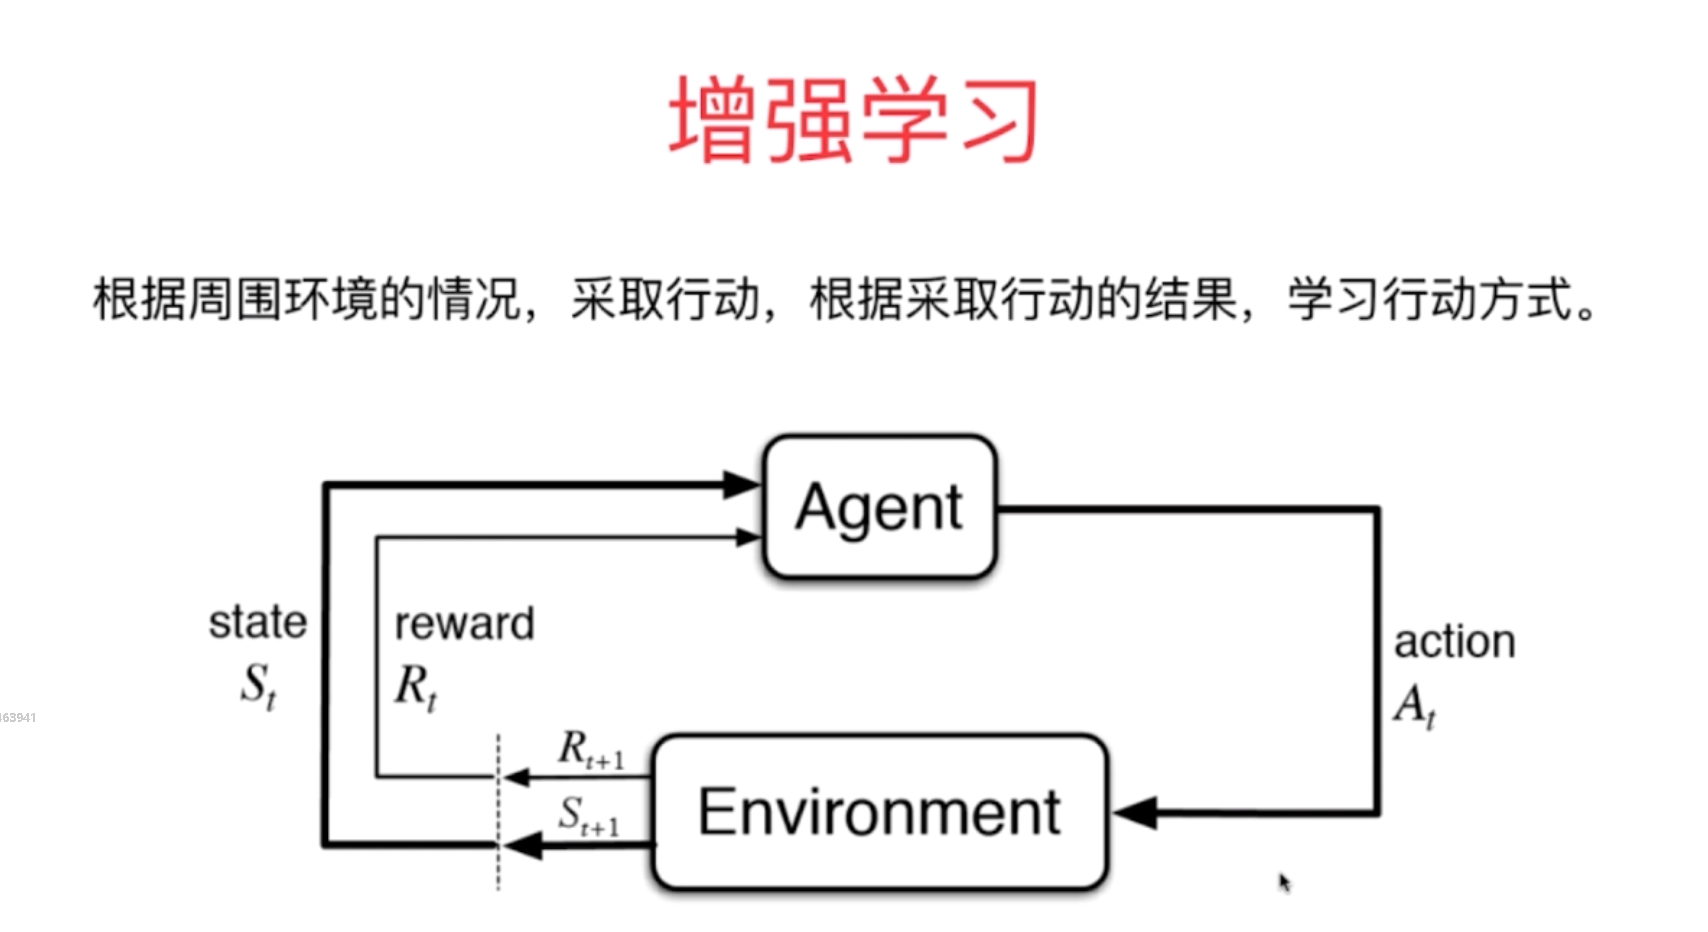 增强学习
根据周围环境的情况，采取行动，根据采取行动的结果，学习行动方式。
Agent
state
S_t
reward
R_t
action
A_t
R_{t+1}
S_{t+1}
Environment
163941